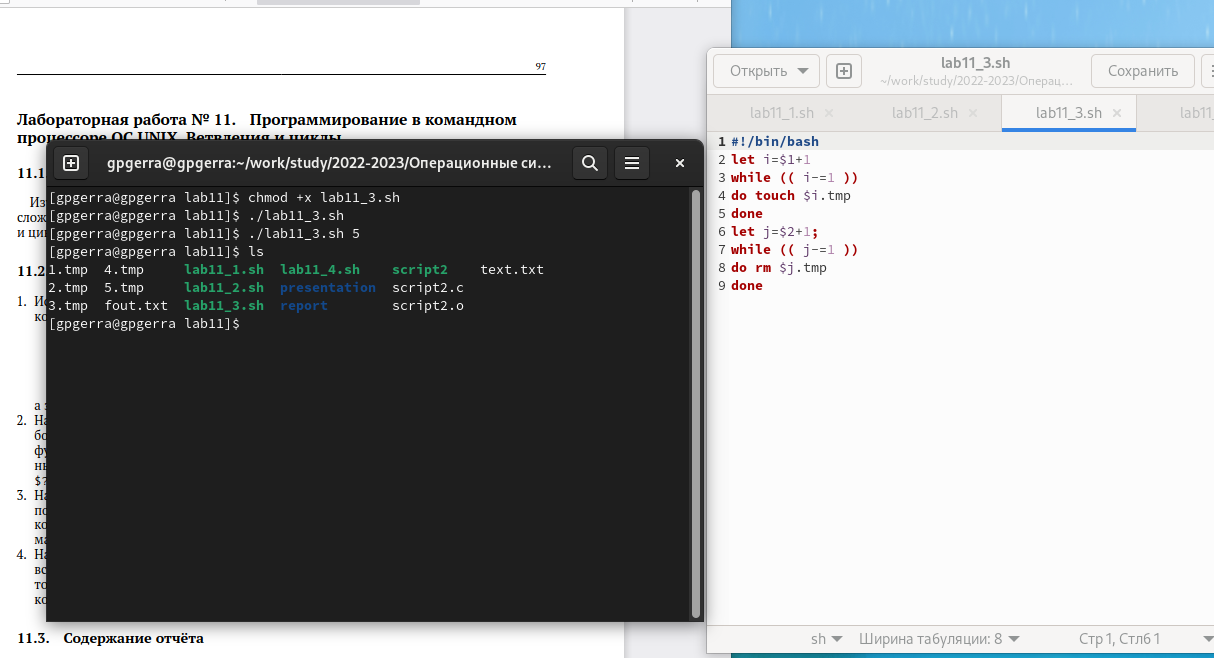 97
Лабораторная работа № 11. Программирование в командном
процессоре ОС UNIX. Ветвления и циклы
11.1
Из
слож
и ци
11.2
1. Ис
ко
а з
2. На
бо
фу
ны
$?
3. На
по
ко
ма
4. На
вс
то
ко
11.3. Содержание отчёта
gpgerra@gpgerra:~/work/study/2022-2023/Операционные си...
[gpgerra@gpgerra lab11]$ chmod +x lab11_3.sh
[gpgerra@gpgerra lab11]$ ./lab11_3.sh
[gpgerra@gpgerra lab11]$ ./lab11_3.sh 5
[gpgerra@gpgerra lab11]$ ls
1.tmp 4.tmp lab11_1.sh lab11_4.sh script2 text.txt
2.tmp 5.tmp lab11_2.sh presentation script2.c
3.tmp fout.txt lab11_3.sh report script2.o
[gpgerra@gpgerra lab11]$
Открыть
lab11_3.sh
~/work/study/2022-2023/Операц...
Сохранить
lab11_1.sh lab11_2.sh lab11_3.sh lab11
1 #!/bin/bash
2 let i=$1+1
3 while (( i-=1 ))
4 do touch $i.tmp
5 done
6 let j=$2+1;
7 while (( j-=1 ))
8 do rm $j.tmp
9 done
sh Ширина табуляции: 8 Стр 1, Стлб 1